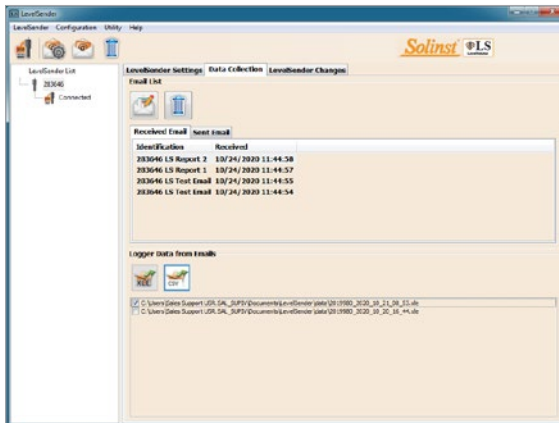 LevelSender
LevelSender Configuration Utility Help
Solinst LS
LevelSender List
283646
Connected
LevelSender Settings Data Collection LevelSender Changes
Email List
Received Email Sent Email
Identification Received
283646 LS Report 2 10/24/2020 11:44:58
283646 LS Report 1 10/24/2020 11:44:57
283646 LS Test Email 10/24/2020 11:44:55
283646 LS Test Email 10/24/2020 11:44:54
Logger Data from Emails
XLE CSV